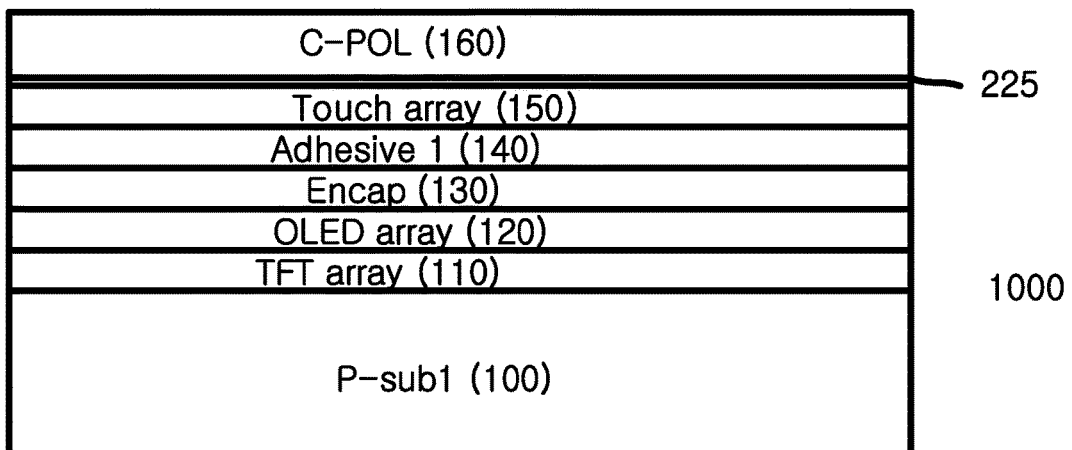 C-POL (160)
225
Touch array (150)
Adhesive 1 (140)
Encap (130)
OLED array (120)
TFT array (110)
1000
P-sub1 (100)